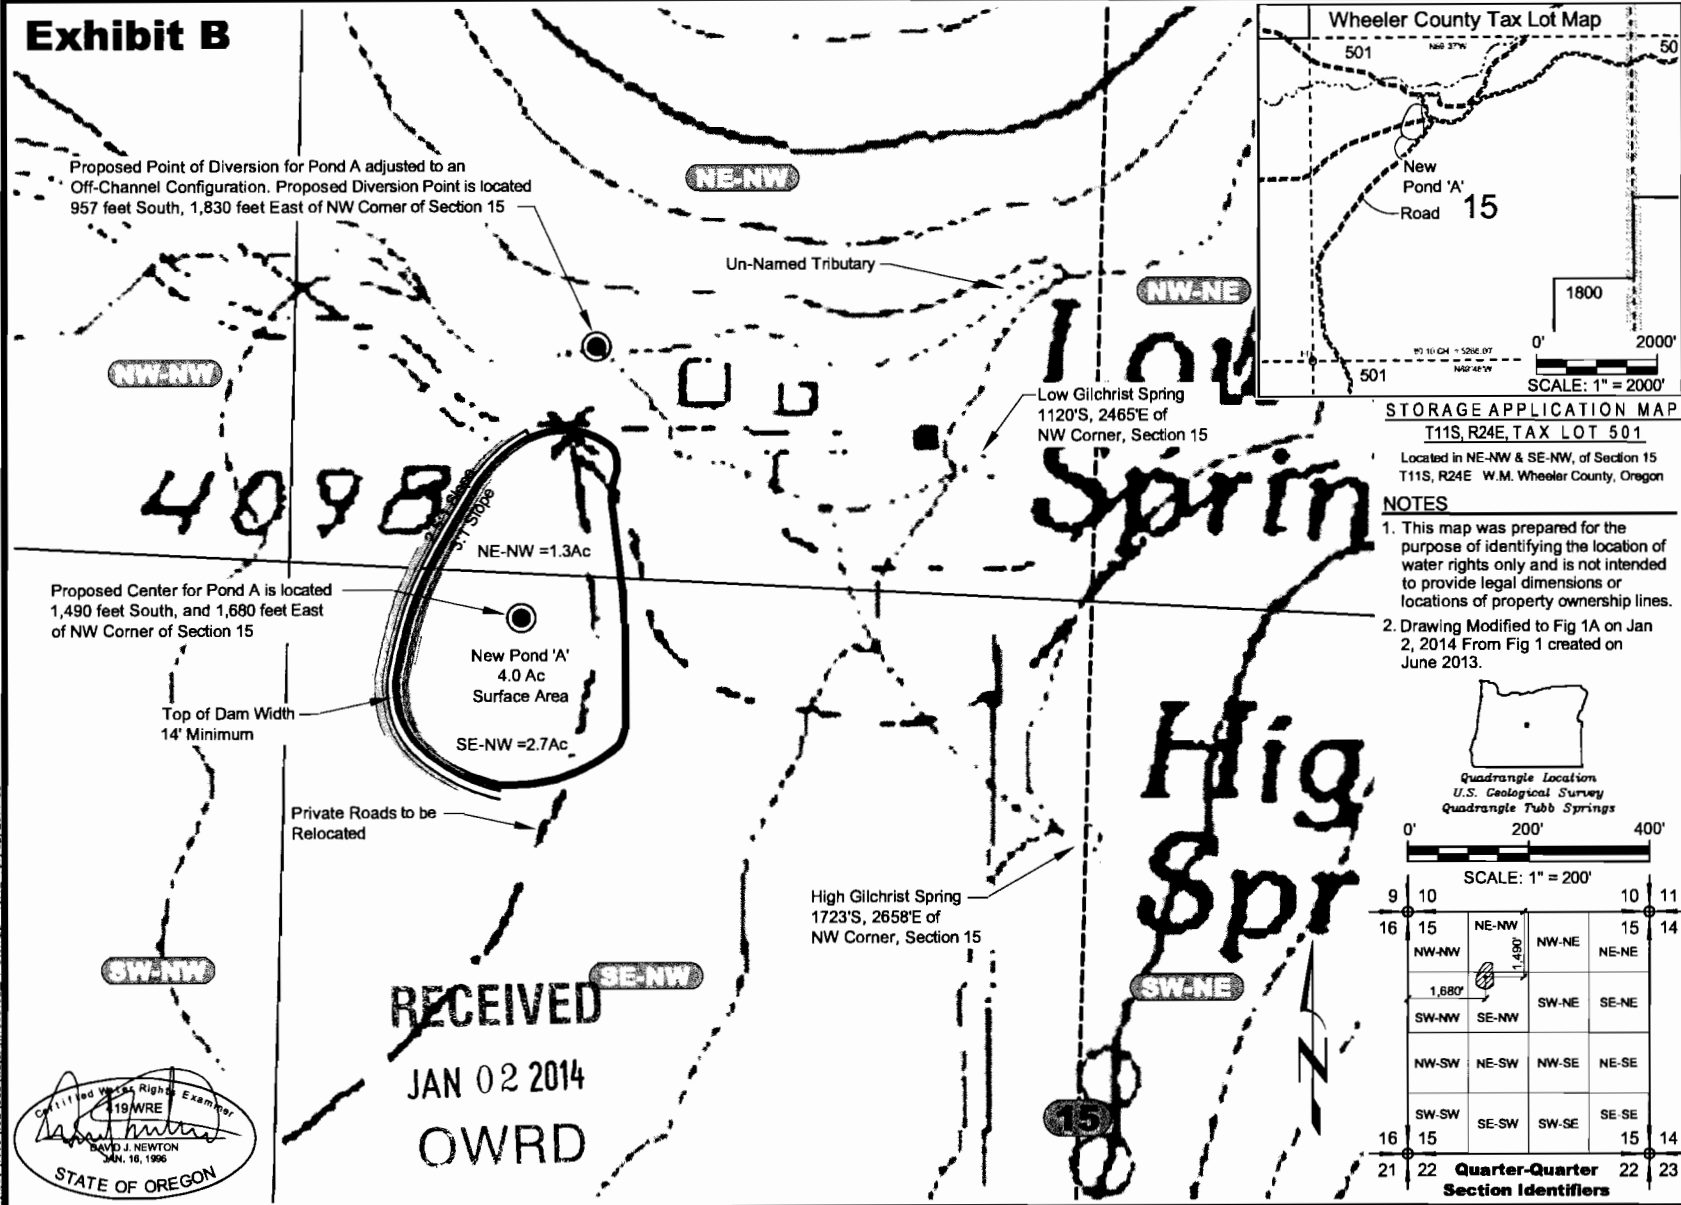 Exhibit B
Proposed Point of Diversion for Pond A adjusted to an
Off-Channel Configuration. Proposed Diversion Point is located
957 feet South, 1,830 feet East of NW Corner of Section 15
NE-NW
Un-Named Tributary
NW-NE
NW-NW
Low
Low Gilchrist Spring
1120'S, 2465'E of
NW Corner, Section 15
Sprin
4098
Slope
3:1 Slope
NE-NW =1.3Ac
Proposed Center for Pond A is located
1,490 feet South, and 1,680 feet East
of NW Corner of Section 15
New Pond 'A'
4.0 Ac
Surface Area
Top of Dam Width
14' Minimum
SE-NW =2.7Ac
Private Roads to be
Relocated
Hig
Spr
High Gilchrist Spring
1723'S, 2658'E of
NW Corner, Section 15
SW-NW
SE-NW
SW-NE
RECEIVED
JAN 02 2014
OWRD
15
N
Certified Water Rights Examiner
419 WRE
DAVID J. NEWTON
JAN. 16, 1996
STATE OF OREGON
Wheeler County Tax Lot Map
501
50
New
Pond 'A'
Road
15
1800
501
0' 2000'
SCALE: 1" = 2000'
STORAGE APPLICATION MAP
T11S, R24E, TAX LOT 501
Located in NE-NW & SE-NW, of Section 15
T11S, R24E W.M. Wheeler County, Oregon
NOTES
1. This map was prepared for the
purpose of identifying the location of
water rights only and is not intended
to provide legal dimensions or
locations of property ownership lines.
2. Drawing Modified to Fig 1A on Jan
2, 2014 From Fig 1 created on
June 2013.
Quadrangle Location
U.S. Geological Survey
Quadrangle Tubb Springs
0' 200' 400'
SCALE: 1" = 200'
9 10 10 11
16 15 15 14
NE-NW
NW-NW
NW-NE
NE-NE
1,490'
1,680'
SW-NW
SE-NW
SW-NE
SE-NE
NW-SW
NE-SW
NW-SE
NE-SE
SW-SW
SE-SW
SW-SE
SE-SE
16 15 15 14
21 22 22 23
Quarter-Quarter
Section Identifiers